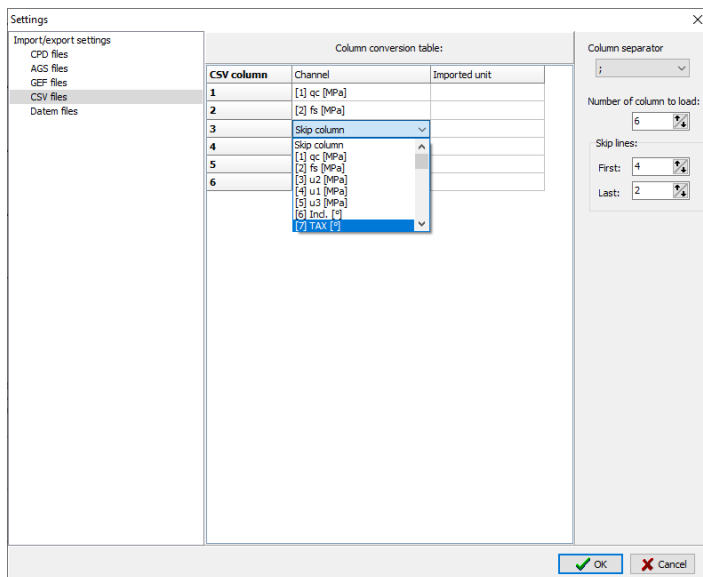 Settings
Import/export settings
CPD files
AGS files
GEF files
CSV files
Datem files
Column conversion table:
CSV column Channel Imported unit
1 [1] qc [MPa]
2 [2] fs [MPa]
3 Skip column
4
5
6
Skip column
[1] qc [MPa]
[2] fs [MPa]
[3] u2 [MPa]
[4] u1 [MPa]
[5] u3 [MPa]
[6] Incl. [°]
[7] TAX [°]
Column separator
;
Number of column to load:
6
Skip lines:
First: 4
Last: 2
OK Cancel